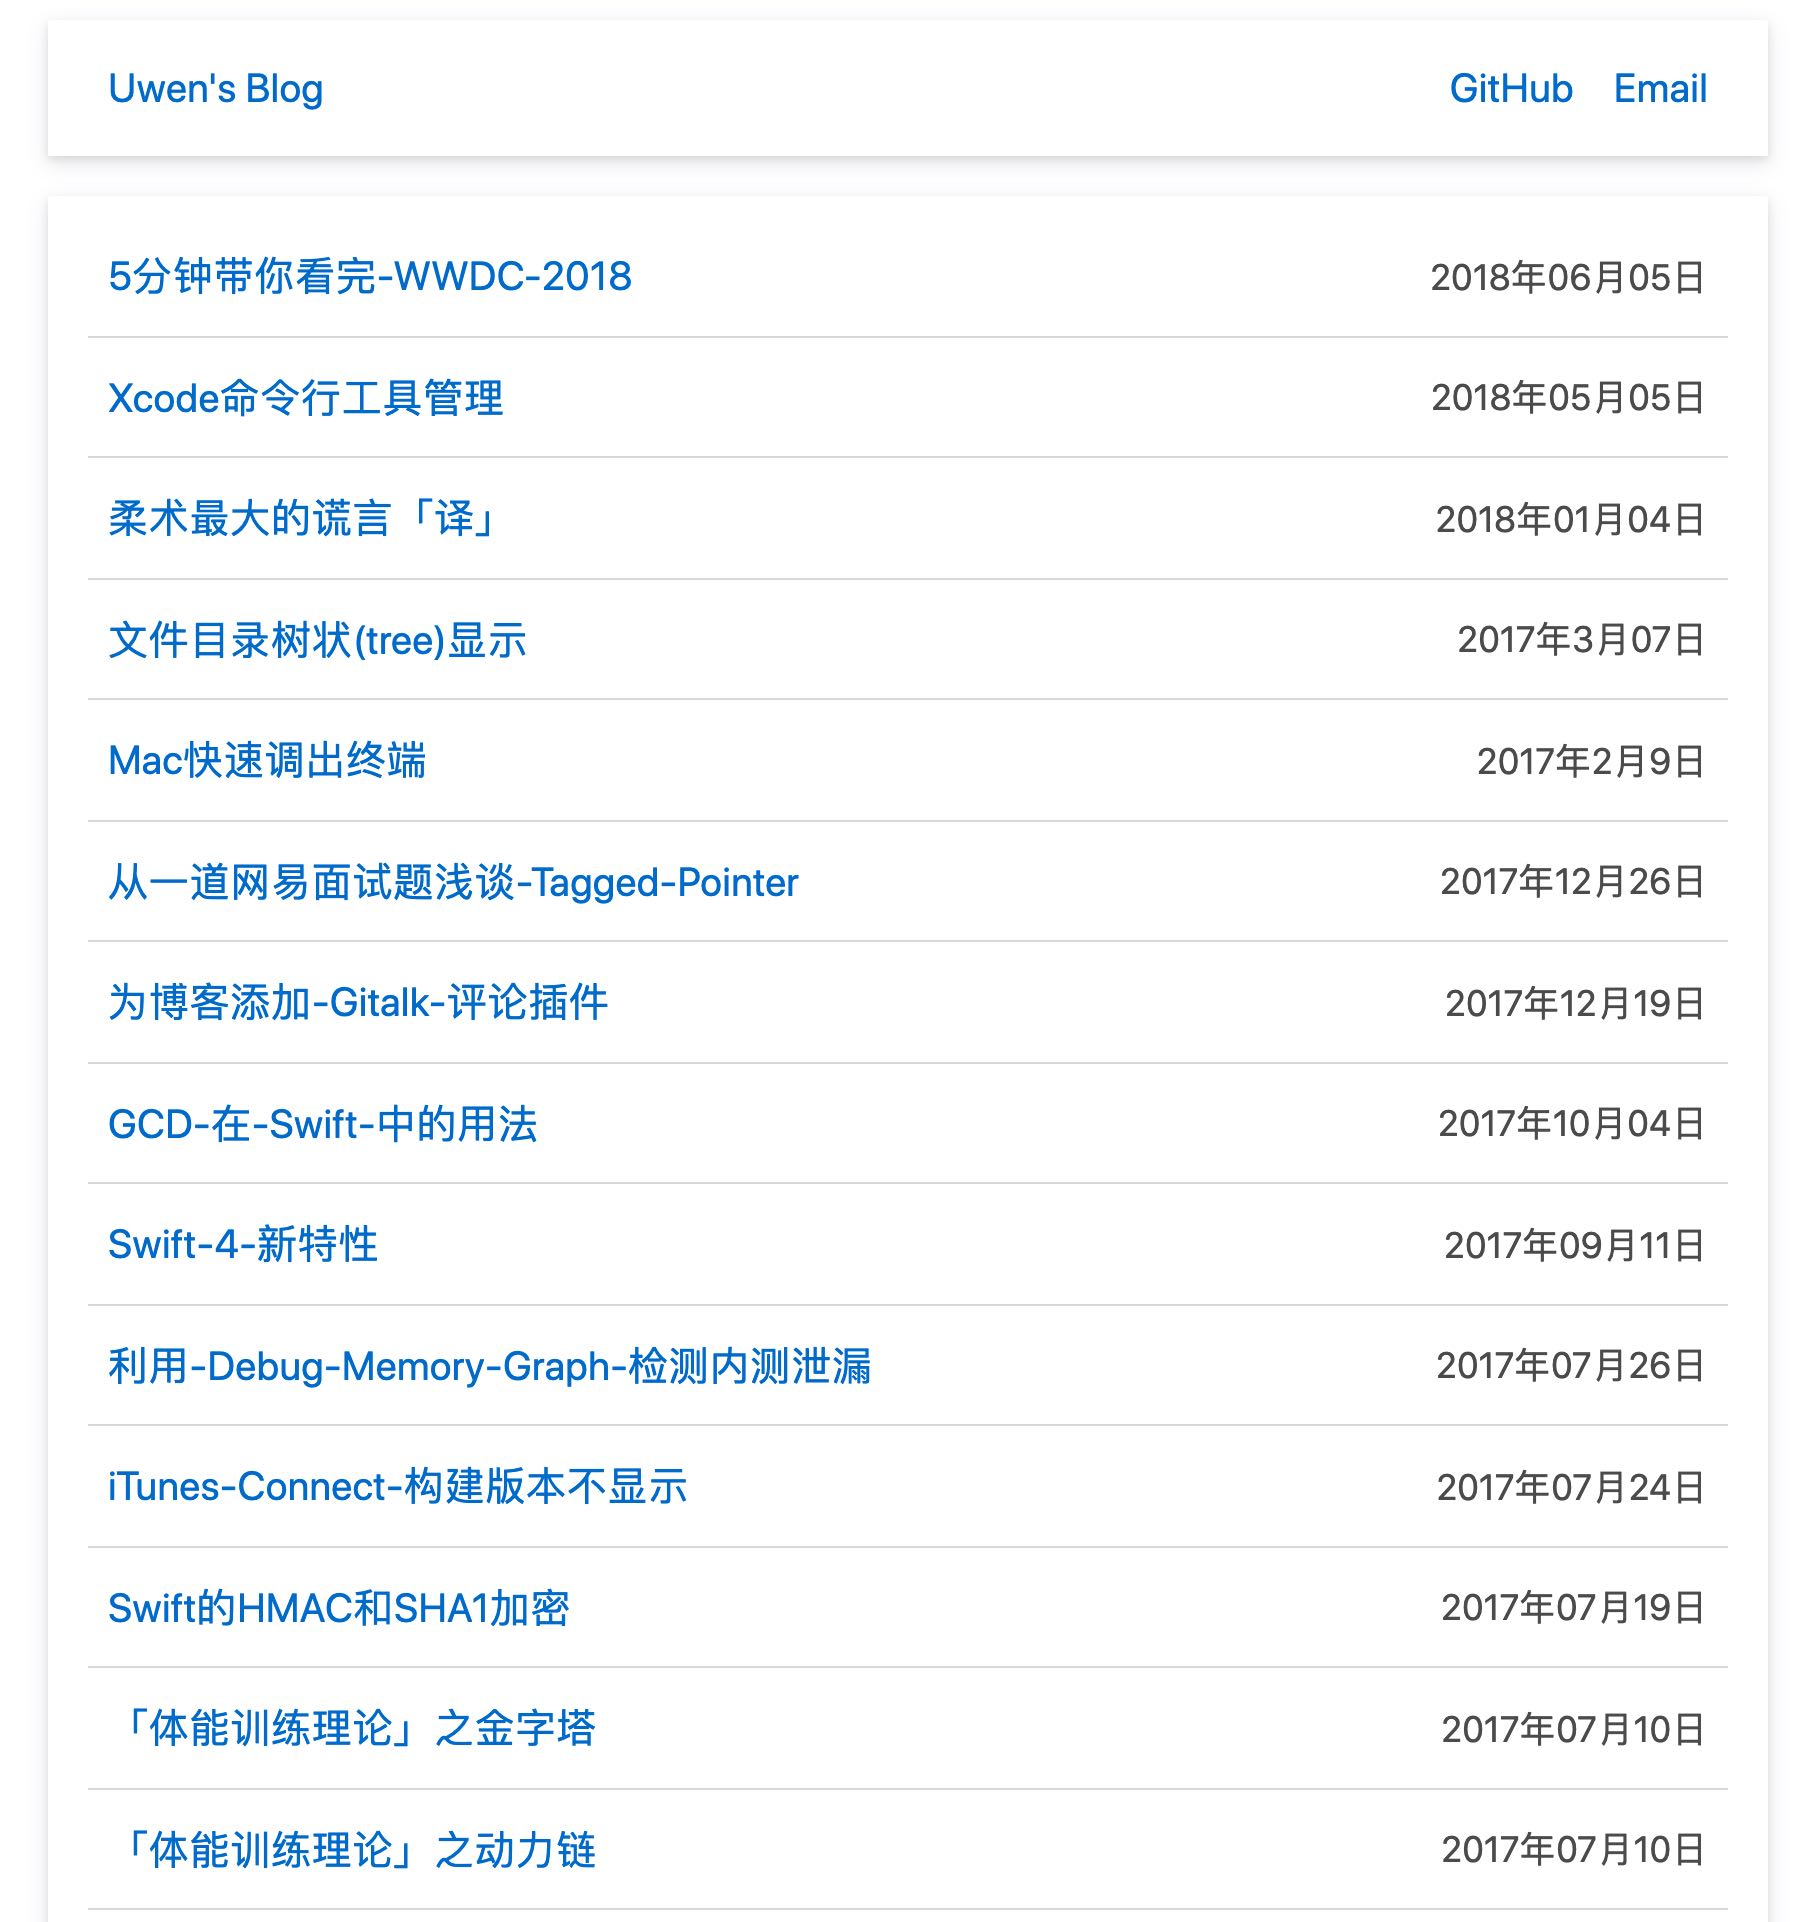 Uwen's Blog GitHub Email
5分钟带你看完-WWDC-2018 2018年06月05日
Xcode命令行工具管理 2018年05月05日
柔术最大的谎言「译」 2018年01月04日
文件目录树状(tree)显示 2017年3月07日
Mac快速调出终端 2017年2月9日
从一道网易面试题浅谈-Tagged-Pointer 2017年12月26日
为博客添加-Gitalk-评论插件 2017年12月19日
GCD-在-Swift-中的用法 2017年10月04日
Swift-4-新特性 2017年09月11日
利用-Debug-Memory-Graph-检测内测泄漏 2017年07月26日
iTunes-Connect-构建版本不显示 2017年07月24日
Swift的HMAC和SHA1加密 2017年07月19日
「体能训练理论」之金字塔 2017年07月10日
「体能训练理论」之动力链 2017年07月10日